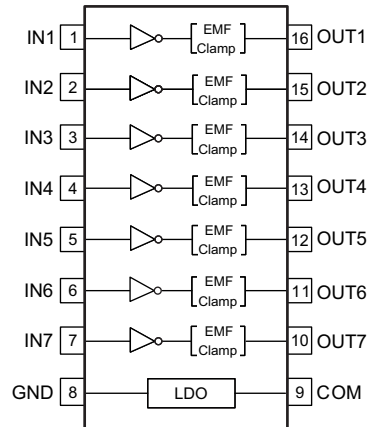 IN1 1 EMF Clamp 16 OUT1
IN2 2 EMF Clamp 15 OUT2
IN3 3 EMF Clamp 14 OUT3
IN4 4 EMF Clamp 13 OUT4
IN5 5 EMF Clamp 12 OUT5
IN6 6 EMF Clamp 11 OUT6
IN7 7 EMF Clamp 10 OUT7
GND 8 LDO 9 COM